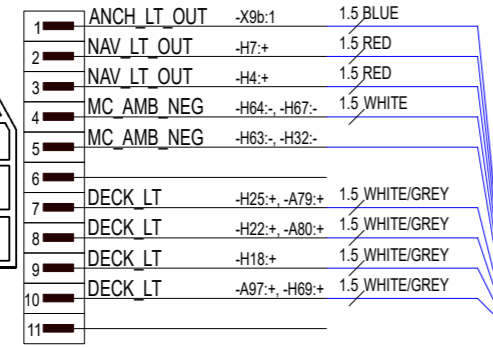 1 ANCH_LT_OUT -X9b:1 1.5 BLUE
2 NAV_LT_OUT -H7:+ 1.5 RED
3 NAV_LT_OUT -H4:+ 1.5 RED
4 MC_AMB_NEG -H64:-, -H67:- 1.5 WHITE
5 MC_AMB_NEG -H63:-, -H32:-
6
7 DECK_LT -H25:+, -A79:+ 1.5 WHITE/GREY
8 DECK_LT -H22:+, -A80:+ 1.5 WHITE/GREY
9 DECK_LT -H18:+ 1.5 WHITE/GREY
10 DECK_LT -A97:+, -H69:+ 1.5 WHITE/GREY
11